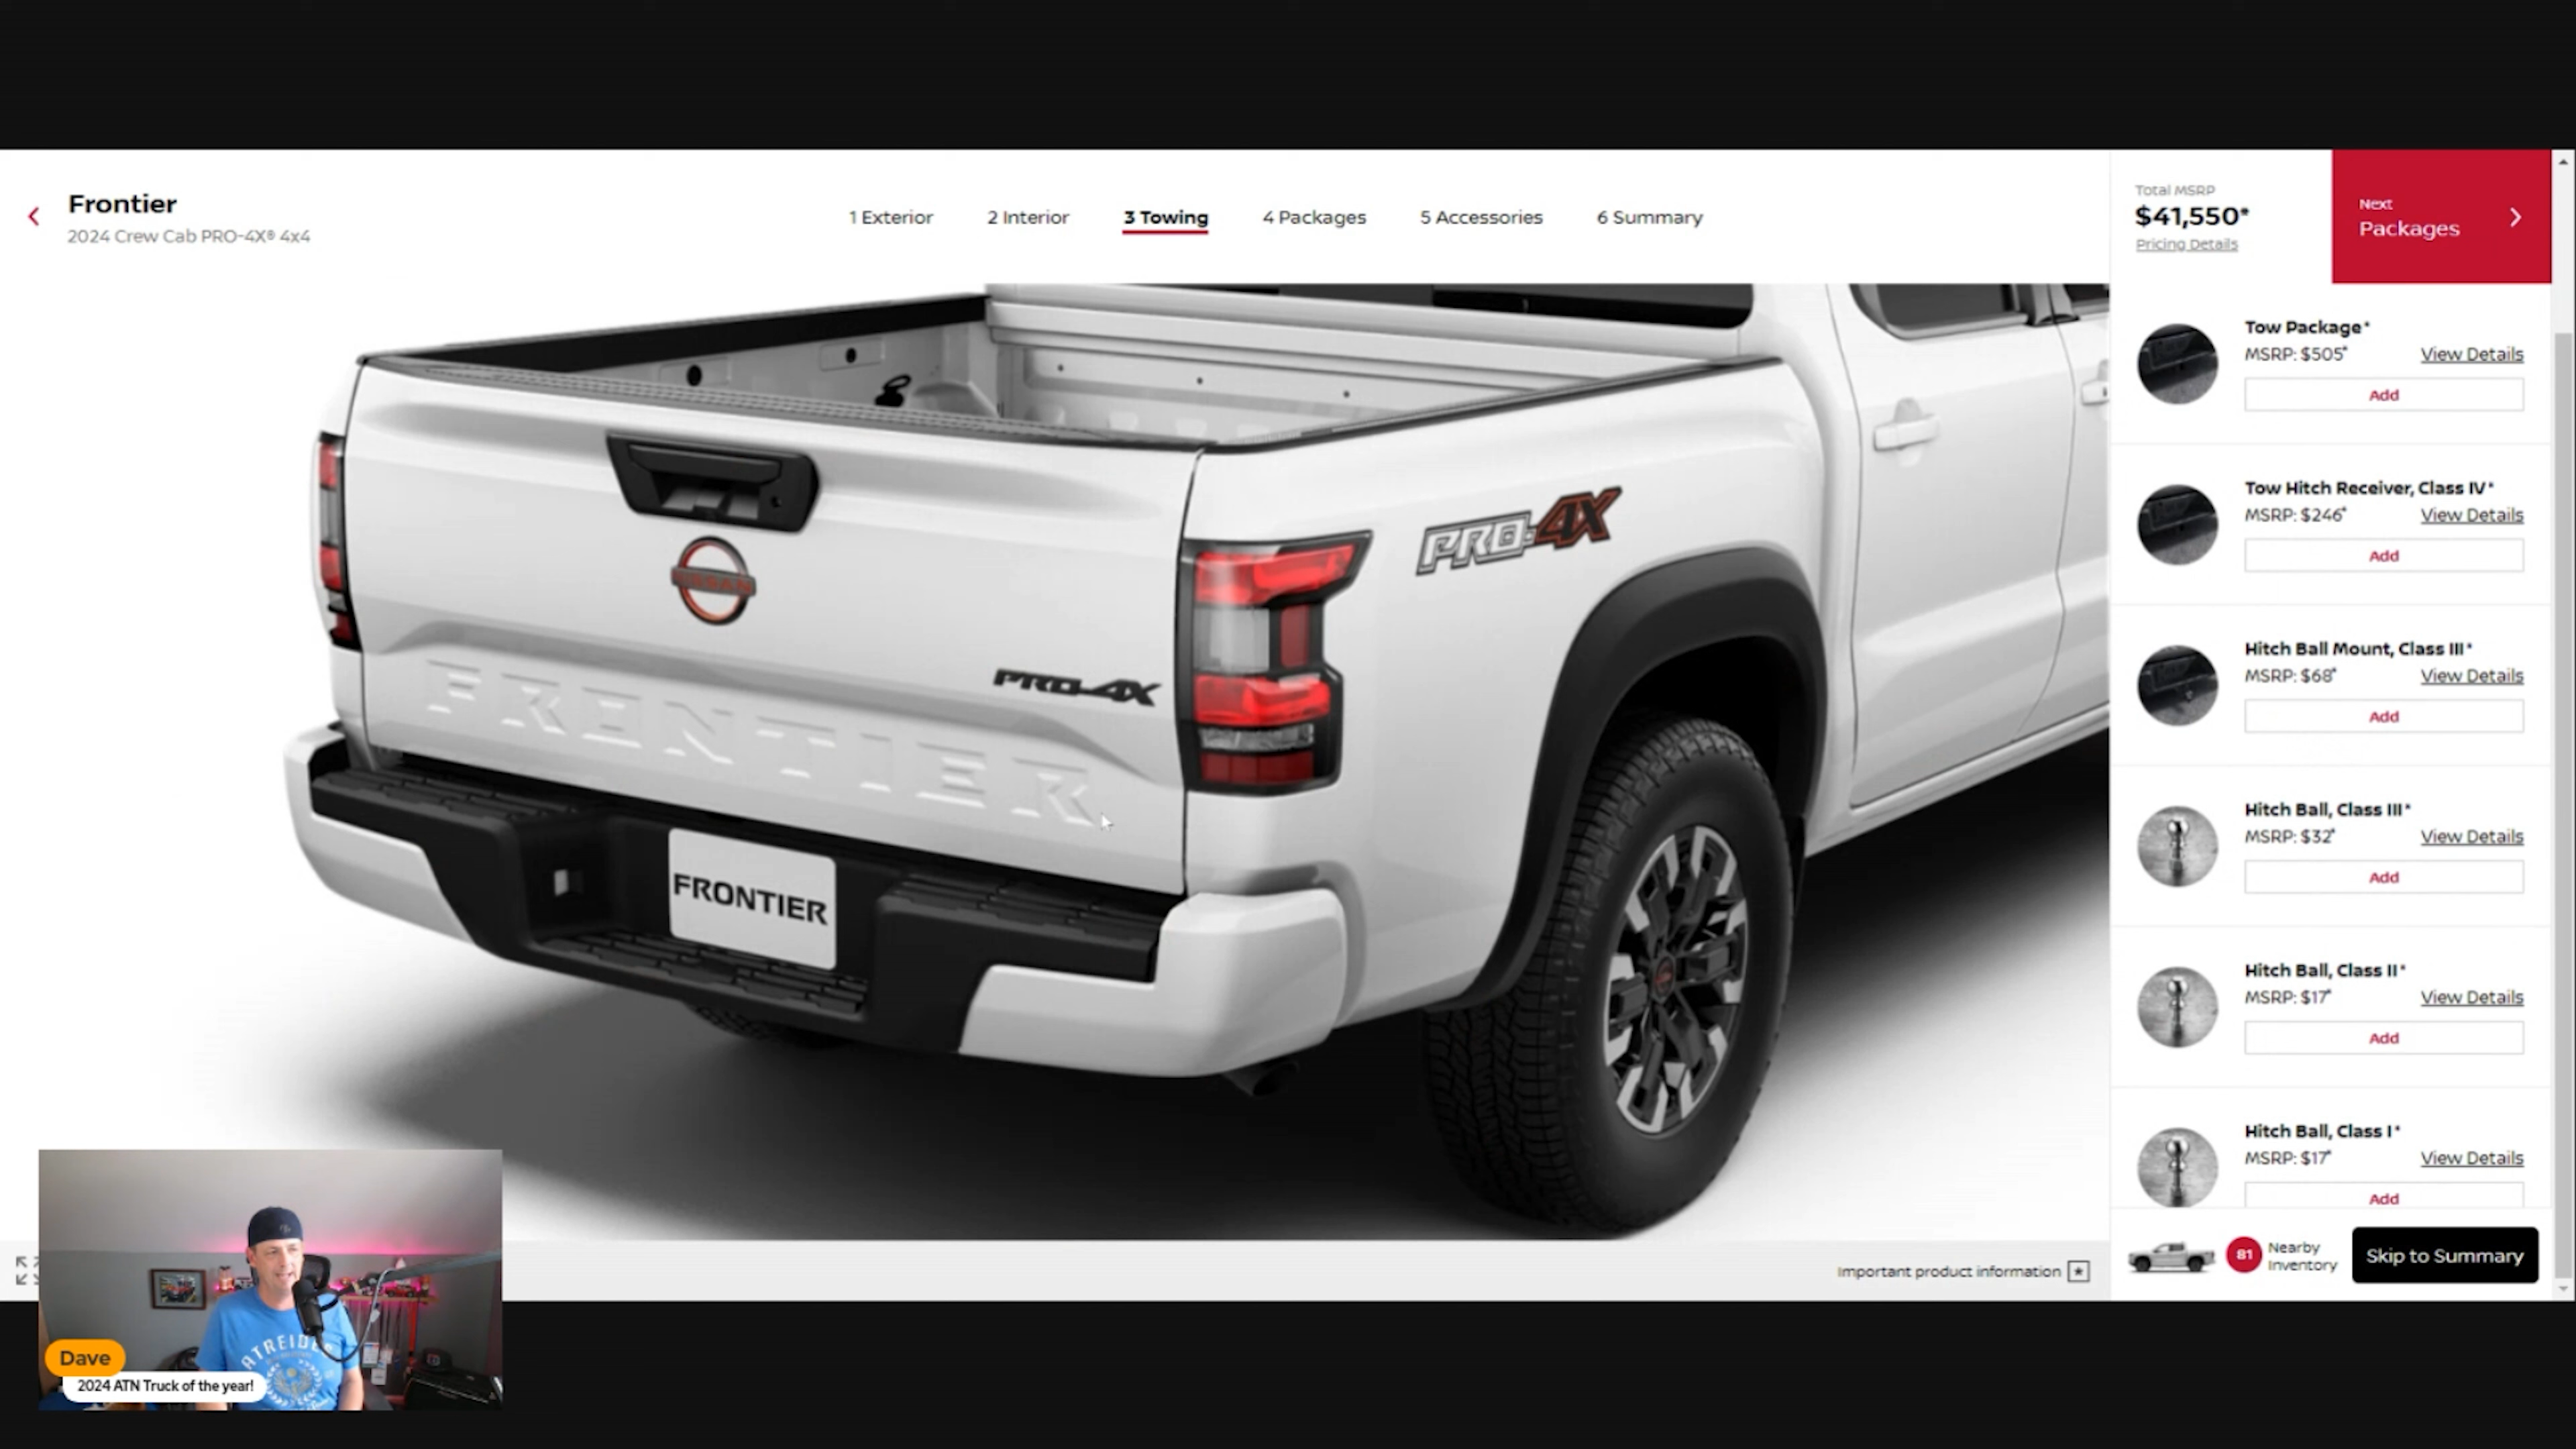 Frontier
2024 Crew Cab PRO-4X® 4x4
1 Exterior
2 Interior
3 Towing
4 Packages
5 Accessories
6 Summary
Total MSRP
$41,550*
Pricing Details
Next
Packages
Tow Package*
MSRP: $505*
View Details
Add
Tow Hitch Receiver, Class IV*
MSRP: $246*
View Details
Add
Hitch Ball Mount, Class III*
MSRP: $68*
View Details
Add
Hitch Ball, Class III*
MSRP: $32*
View Details
Add
Hitch Ball, Class II*
MSRP: $17*
View Details
Add
Hitch Ball, Class I*
MSRP: $17*
View Details
Add
NISSAN
PRO-4X
PRO-4X
FRONTIER
FRONTIER
Important product information
81
Nearby
Inventory
Skip to Summary
ATREIDE
Dave
2024 ATN Truck of the year!